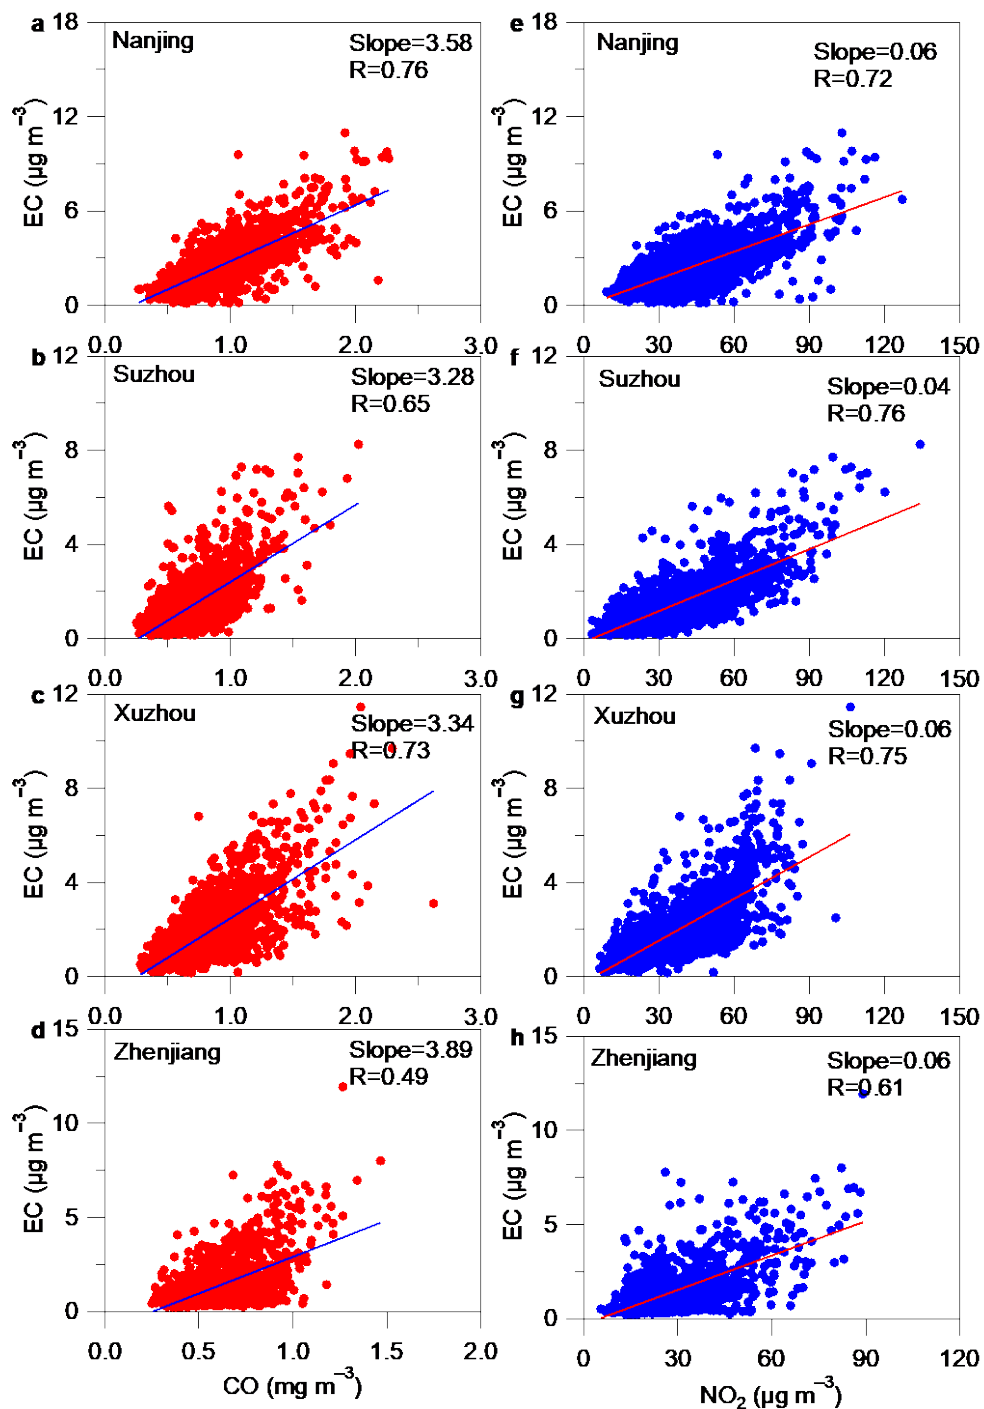 a
Nanjing
Slope=3.58
R=0.76
EC (µg m⁻³)
18
12
6
0
0.0 1.0 2.0 3.0
e
Nanjing
Slope=0.06
R=0.72
EC (µg m⁻³)
18
12
6
0
0 30 60 90 120 150
b
Suzhou
Slope=3.28
R=0.65
EC (µg m⁻³)
12
8
4
0
0.0 1.0 2.0 3.0
f
Suzhou
Slope=0.04
R=0.76
EC (µg m⁻³)
12
8
4
0
0 30 60 90 120 150
c
Xuzhou
Slope=3.34
R=0.73
EC (µg m⁻³)
12
8
4
0
0.0 1.0 2.0 3.0
g
Xuzhou
Slope=0.06
R=0.75
EC (µg m⁻³)
12
8
4
0
0 30 60 90 120 150
d
Zhenjiang
Slope=3.89
R=0.49
EC (µg m⁻³)
15
10
5
0
0.0 0.5 1.0 1.5 2.0
CO (mg m⁻³)
h
Zhenjiang
Slope=0.06
R=0.61
EC (µg m⁻³)
15
10
5
0
0 30 60 90 120
NO₂ (µg m⁻³)